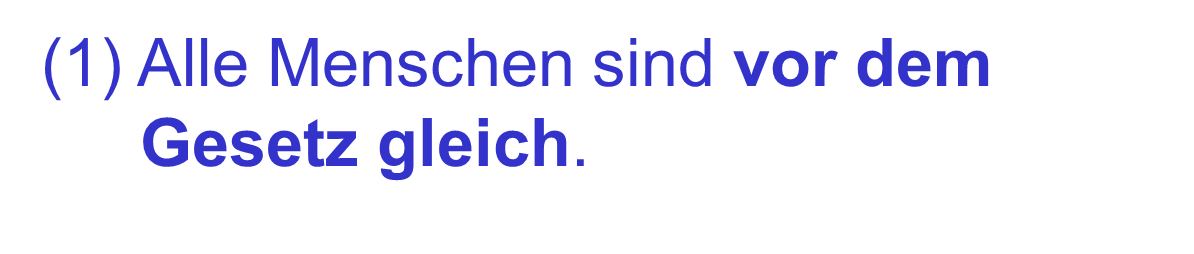 (1) Alle Menschen sind vor dem
Gesetz gleich.